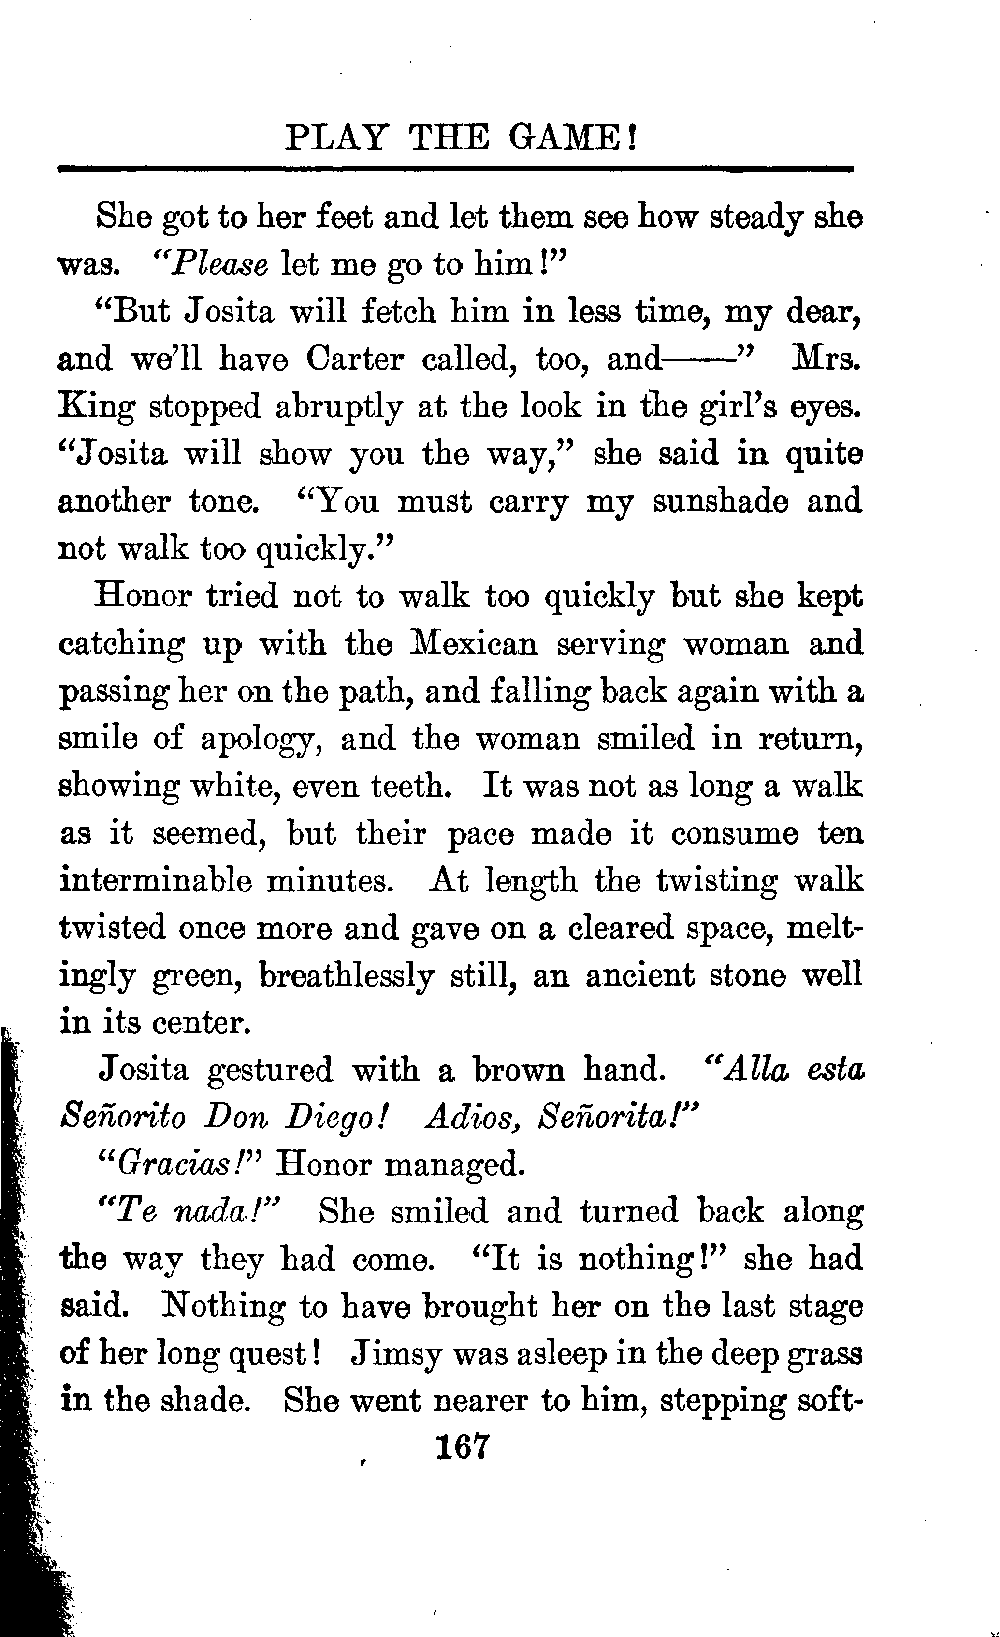 PLAY THE GAME!
She got to her feet and let them see how steady she
was. “Please let me go to him!”
“But Josita will fetch him in less time, my dear,
and we’ll have Carter called, too, and——” Mrs.
King stopped abruptly at the look in the girl’s eyes.
“Josita will show you the way,” she said in quite
another tone. “You must carry my sunshade and
not walk too quickly.”
Honor tried not to walk too quickly but she kept
catching up with the Mexican serving woman and
passing her on the path, and falling back again with a
smile of apology, and the woman smiled in return,
showing white, even teeth. It was not as long a walk
as it seemed, but their pace made it consume ten
interminable minutes. At length the twisting walk
twisted once more and gave on a cleared space, melt-
ingly green, breathlessly still, an ancient stone well
in its center.
Josita gestured with a brown hand. “Alla esta
Señorito Don Diego! Adios, Señorita!”
“Gracias!” Honor managed.
“Te nada!” She smiled and turned back along
the way they had come. “It is nothing!” she had
said. Nothing to have brought her on the last stage
of her long quest! Jimsy was asleep in the deep grass
in the shade. She went nearer to him, stepping soft-
167